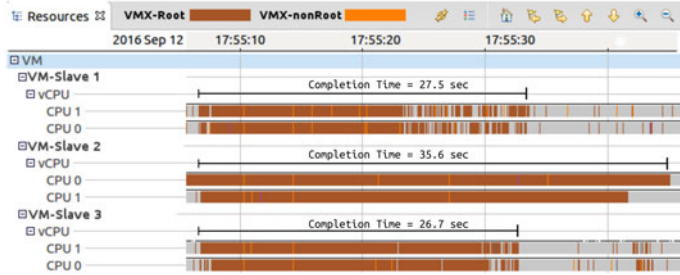 Resources VMX-Root VMX-nonRoot
2016 Sep 12 17:55:10 17:55:20 17:55:30
VM
VM-Slave 1
vCPU Completion Time = 27.5 sec
CPU 1
CPU 0
VM-Slave 2
vCPU Completion Time = 35.6 sec
CPU 0
CPU 1
VM-Slave 3
vCPU Completion Time = 26.7 sec
CPU 1
CPU 0